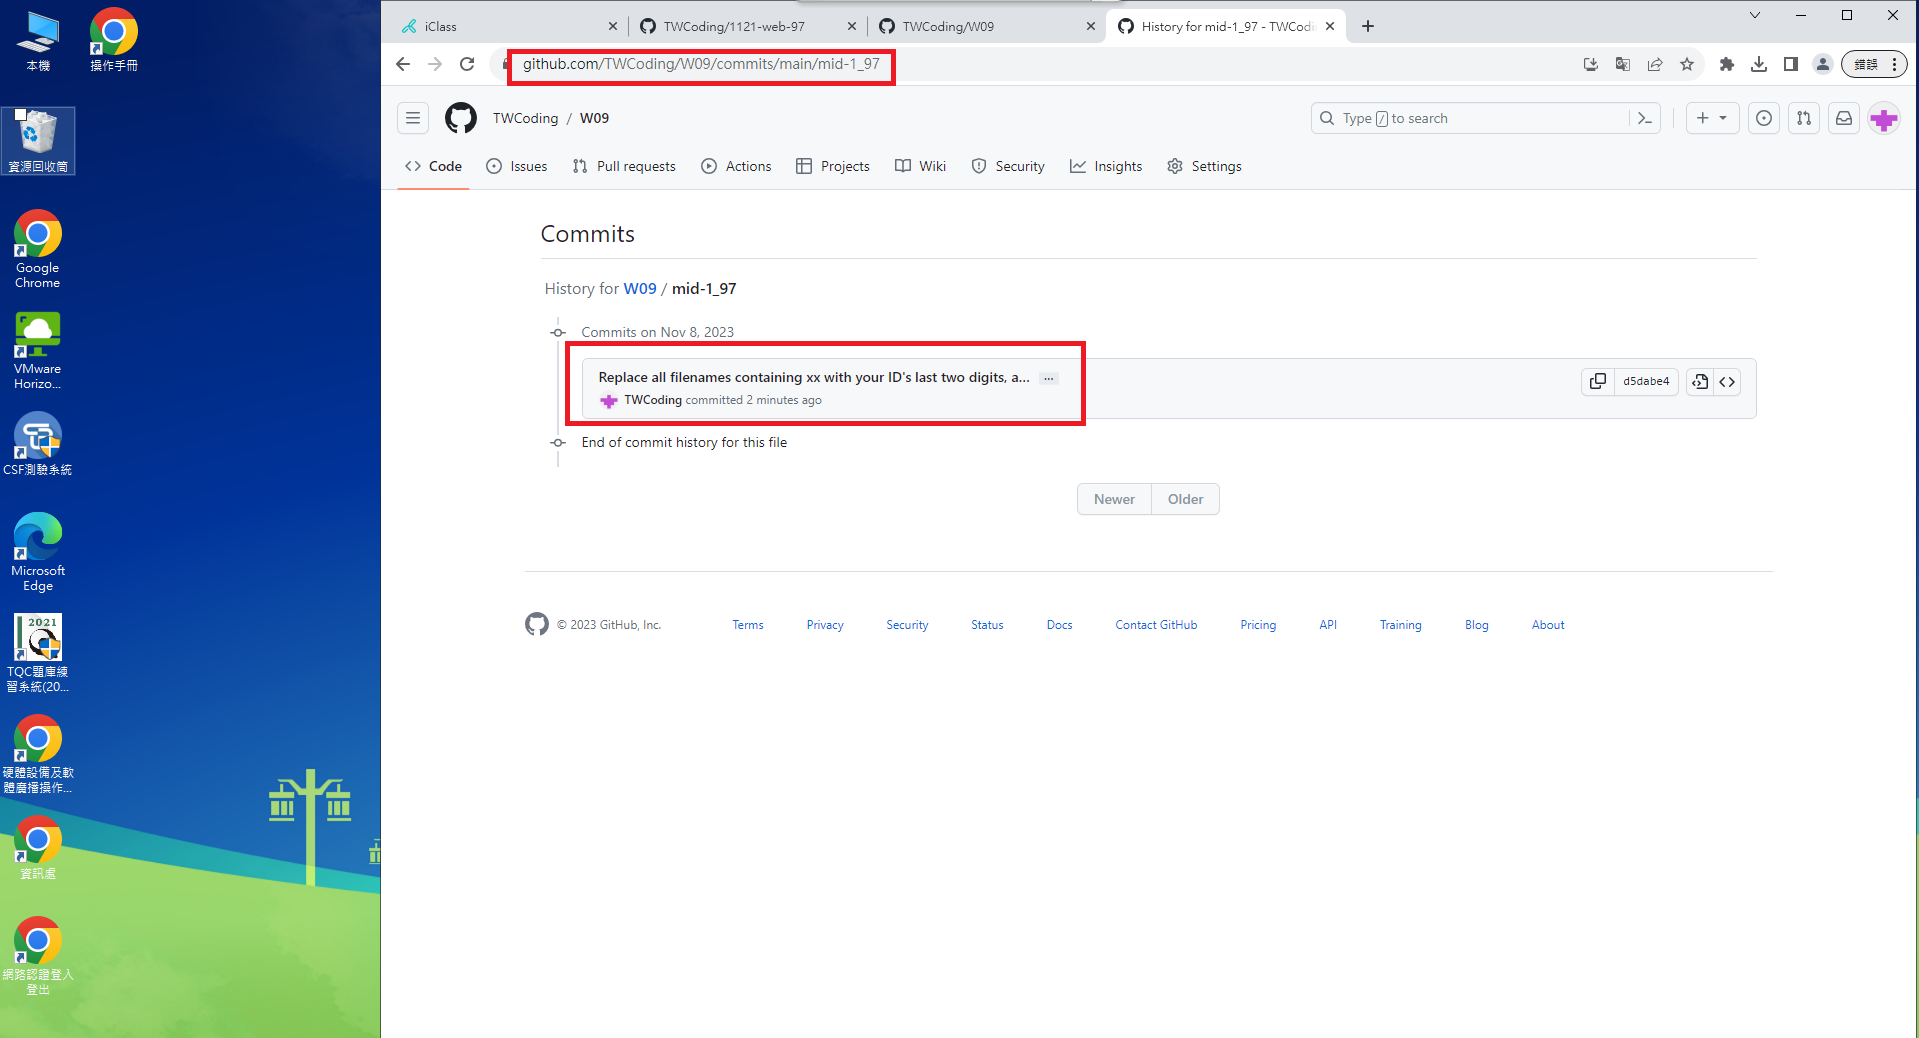 本機
操作手冊
資源回收筒
Google
Chrome
VMware
Horizo...
CSF測驗系統
Microsoft
Edge
2021
TQC題庫練
習系統(20...
硬體設備及軟
體廣播操作...
資訊處
網路認證登入
登出
iClass
TWCoding/1121-web-97
TWCoding/W09
History for mid-1_97 - TWCodi
github.com/TWCoding/W09/commits/main/mid-1_97
錯誤
TWCoding / W09
Type / to search
Code
Issues
Pull requests
Actions
Projects
Wiki
Security
Insights
Settings
Commits
History for W09 / mid-1_97
Commits on Nov 8, 2023
Replace all filenames containing xx with your ID's last two digits, a... ...
TWCoding committed 2 minutes ago
d5dabe4
End of commit history for this file
Newer
Older
© 2023 GitHub, Inc.
Terms
Privacy
Security
Status
Docs
Contact GitHub
Pricing
API
Training
Blog
About